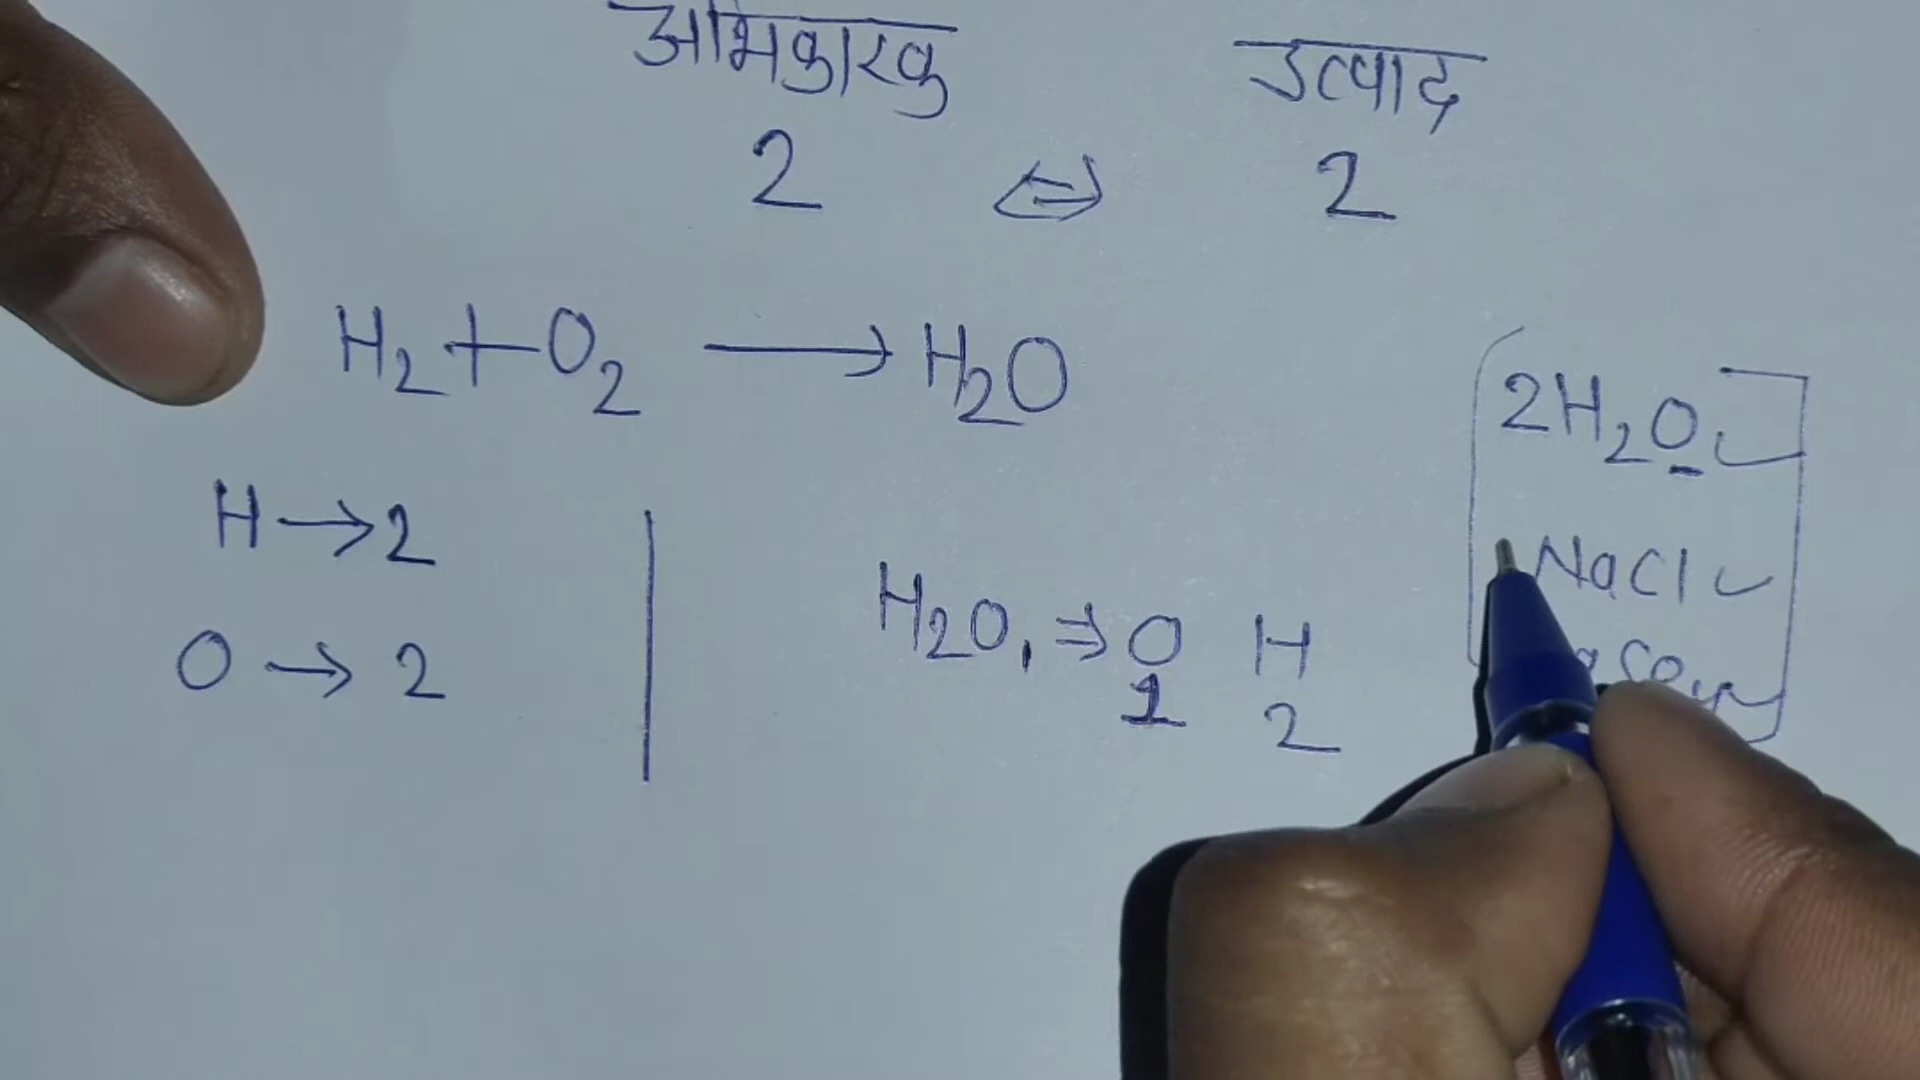 अभिकारक उत्पाद
2 ⇔ 2
H₂+O₂ ⟶ H₂O
2H₂O
H→2
NaCl
H₂O, ⇒ O H
O → 2
1 2